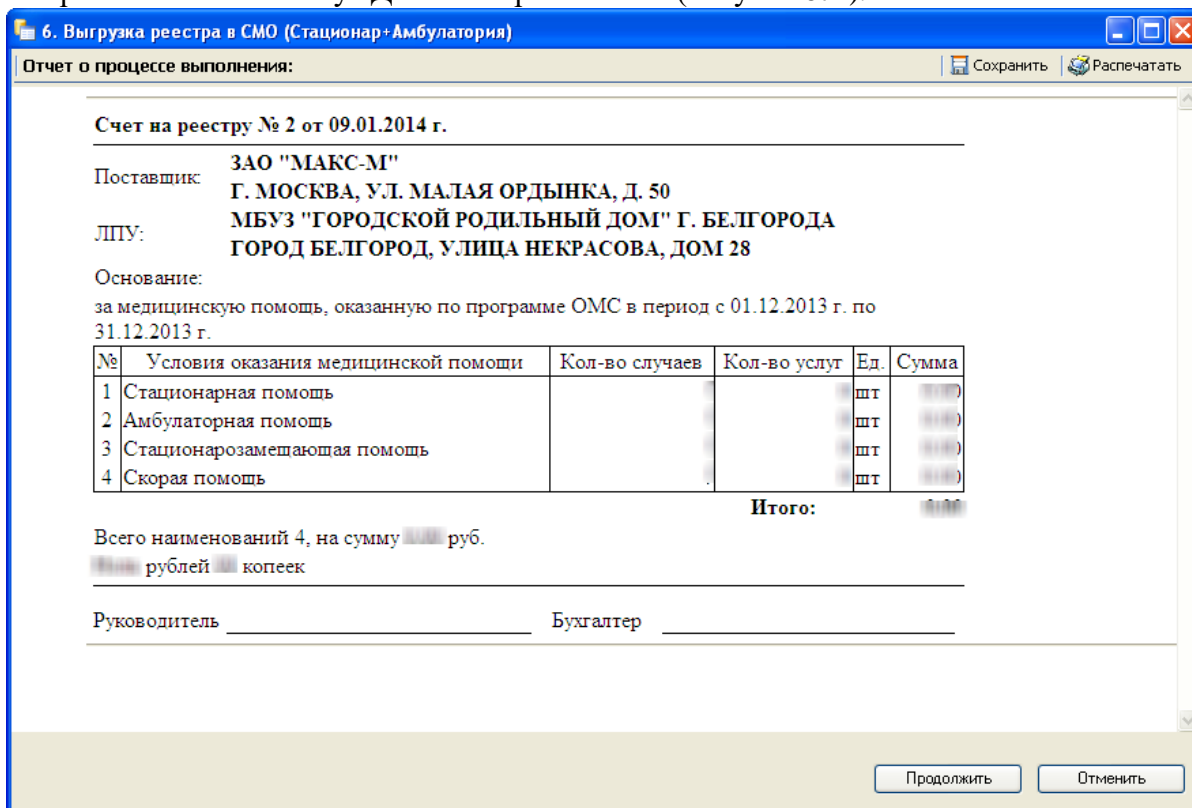 6. Выгрузка реестра в СМО (Стационар+Амбулатория)
Отчет о процессе выполнения:
Сохранить
Распечатать
Счет на реестру № 2 от 09.01.2014 г.
Поставщик:
ЗАО "МАКС-М"
Г. МОСКВА, УЛ. МАЛАЯ ОРДЫНКА, Д. 50
ЛПУ:
МБУЗ "ГОРОДСКОЙ РОДИЛЬНЫЙ ДОМ" Г. БЕЛГОРОДА
ГОРОД БЕЛГОРОД, УЛИЦА НЕКРАСОВА, ДОМ 28
Основание:
за медицинскую помощь, оказанную по программе ОМС в период с 01.12.2013 г. по
31.12.2013 г.
№ Условия оказания медицинской помощи Кол-во случаев Кол-во услуг Ед. Сумма
1 Стационарная помощь шт
2 Амбулаторная помощь шт
3 Стационарозамещающая помощь шт
4 Скорая помощь шт
Итого:
Всего наименований 4, на сумму руб.
рублей копеек
Руководитель
Бухгалтер
Продолжить
Отменить